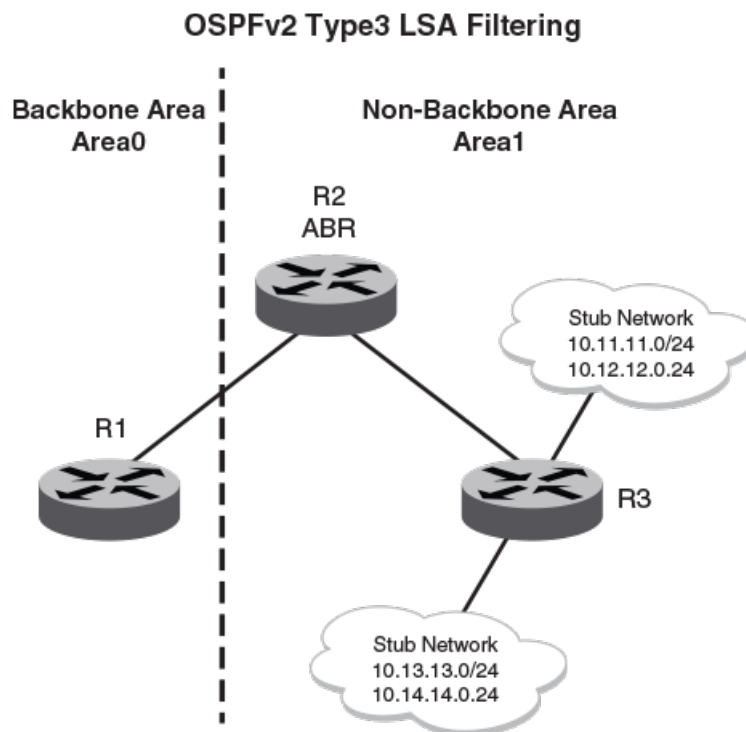 OSPFv2 Type3 LSA Filtering
Backbone Area
Area0
Non-Backbone Area
Area1
R2
ABR
Stub Network
10.11.11.0/24
10.12.12.0.24
R1
R3
Stub Network
10.13.13.0/24
10.14.14.0.24